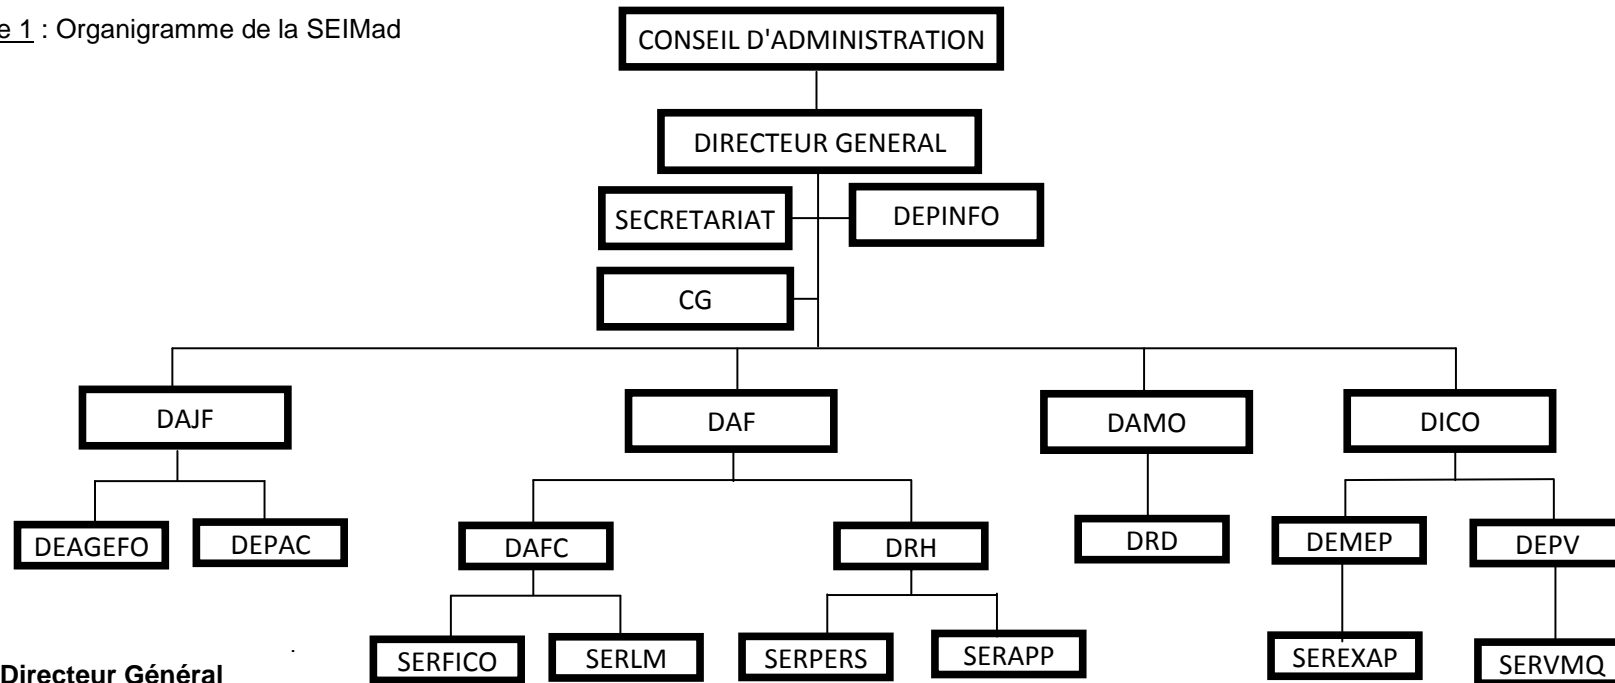 e 1 : Organigramme de la SEIMad
CONSEIL D'ADMINISTRATION
DIRECTEUR GENERAL
SECRETARIAT
DEPINFO
CG
DAJF
DAF
DAMO
DICO
DEAGEFO
DEPAC
DAFC
DRH
DRD
DEMEP
DEPV
SERFICO
SERLM
SERPERS
SERAPP
SEREXAP
SERVMQ
Directeur Général